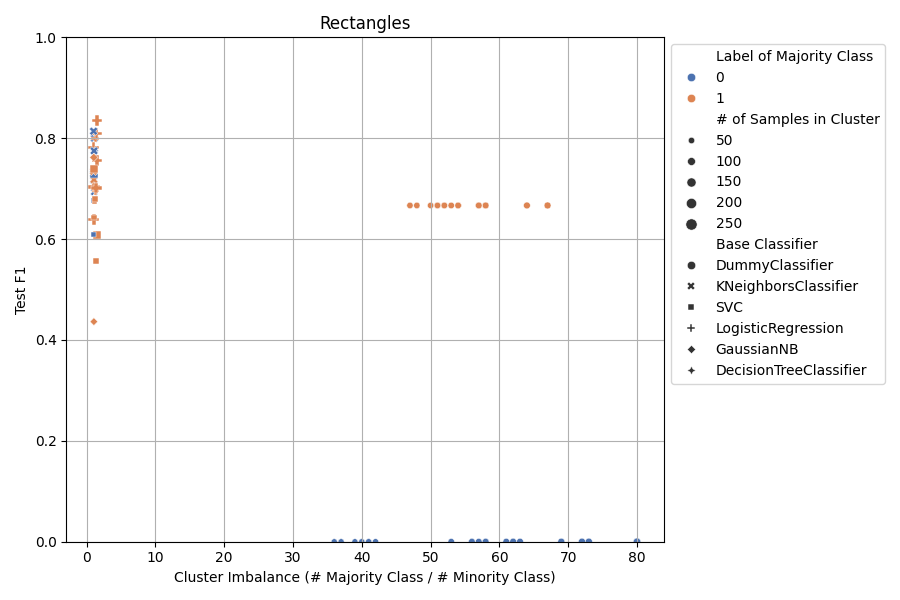 Rectangles
1.0
0.8
0.6
0.4
0.2
0.0
Test F1
0 10 20 30 40 50 60 70 80
Cluster Imbalance (# Majority Class / # Minority Class)
Label of Majority Class
0
1
# of Samples in Cluster
50
100
150
200
250
Base Classifier
DummyClassifier
KNeighborsClassifier
SVC
LogisticRegression
GaussianNB
DecisionTreeClassifier